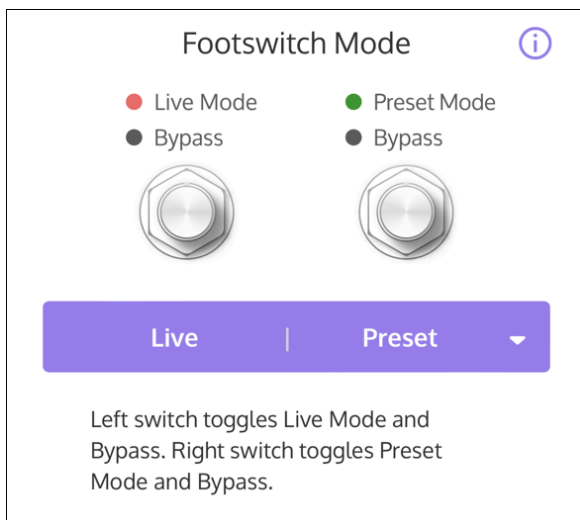 Footswitch Mode
Live Mode
Preset Mode
Bypass
Bypass
Live | Preset
Left switch toggles Live Mode and
Bypass. Right switch toggles Preset
Mode and Bypass.